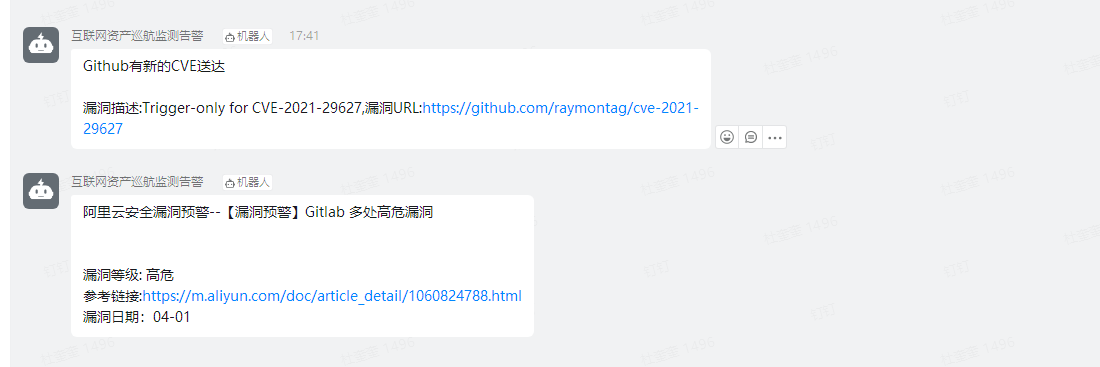 互联网资产巡航监测告警 机器人 17:41
Github有新的CVE送达
漏洞描述:Trigger-only for CVE-2021-29627,漏洞URL:https://github.com/raymontag/cve-2021-
29627
互联网资产巡航监测告警 机器人
阿里云安全漏洞预警--【漏洞预警】Gitlab 多处高危漏洞
漏洞等级: 高危
参考链接:https://m.aliyun.com/doc/article_detail/1060824788.html
漏洞日期：04-01